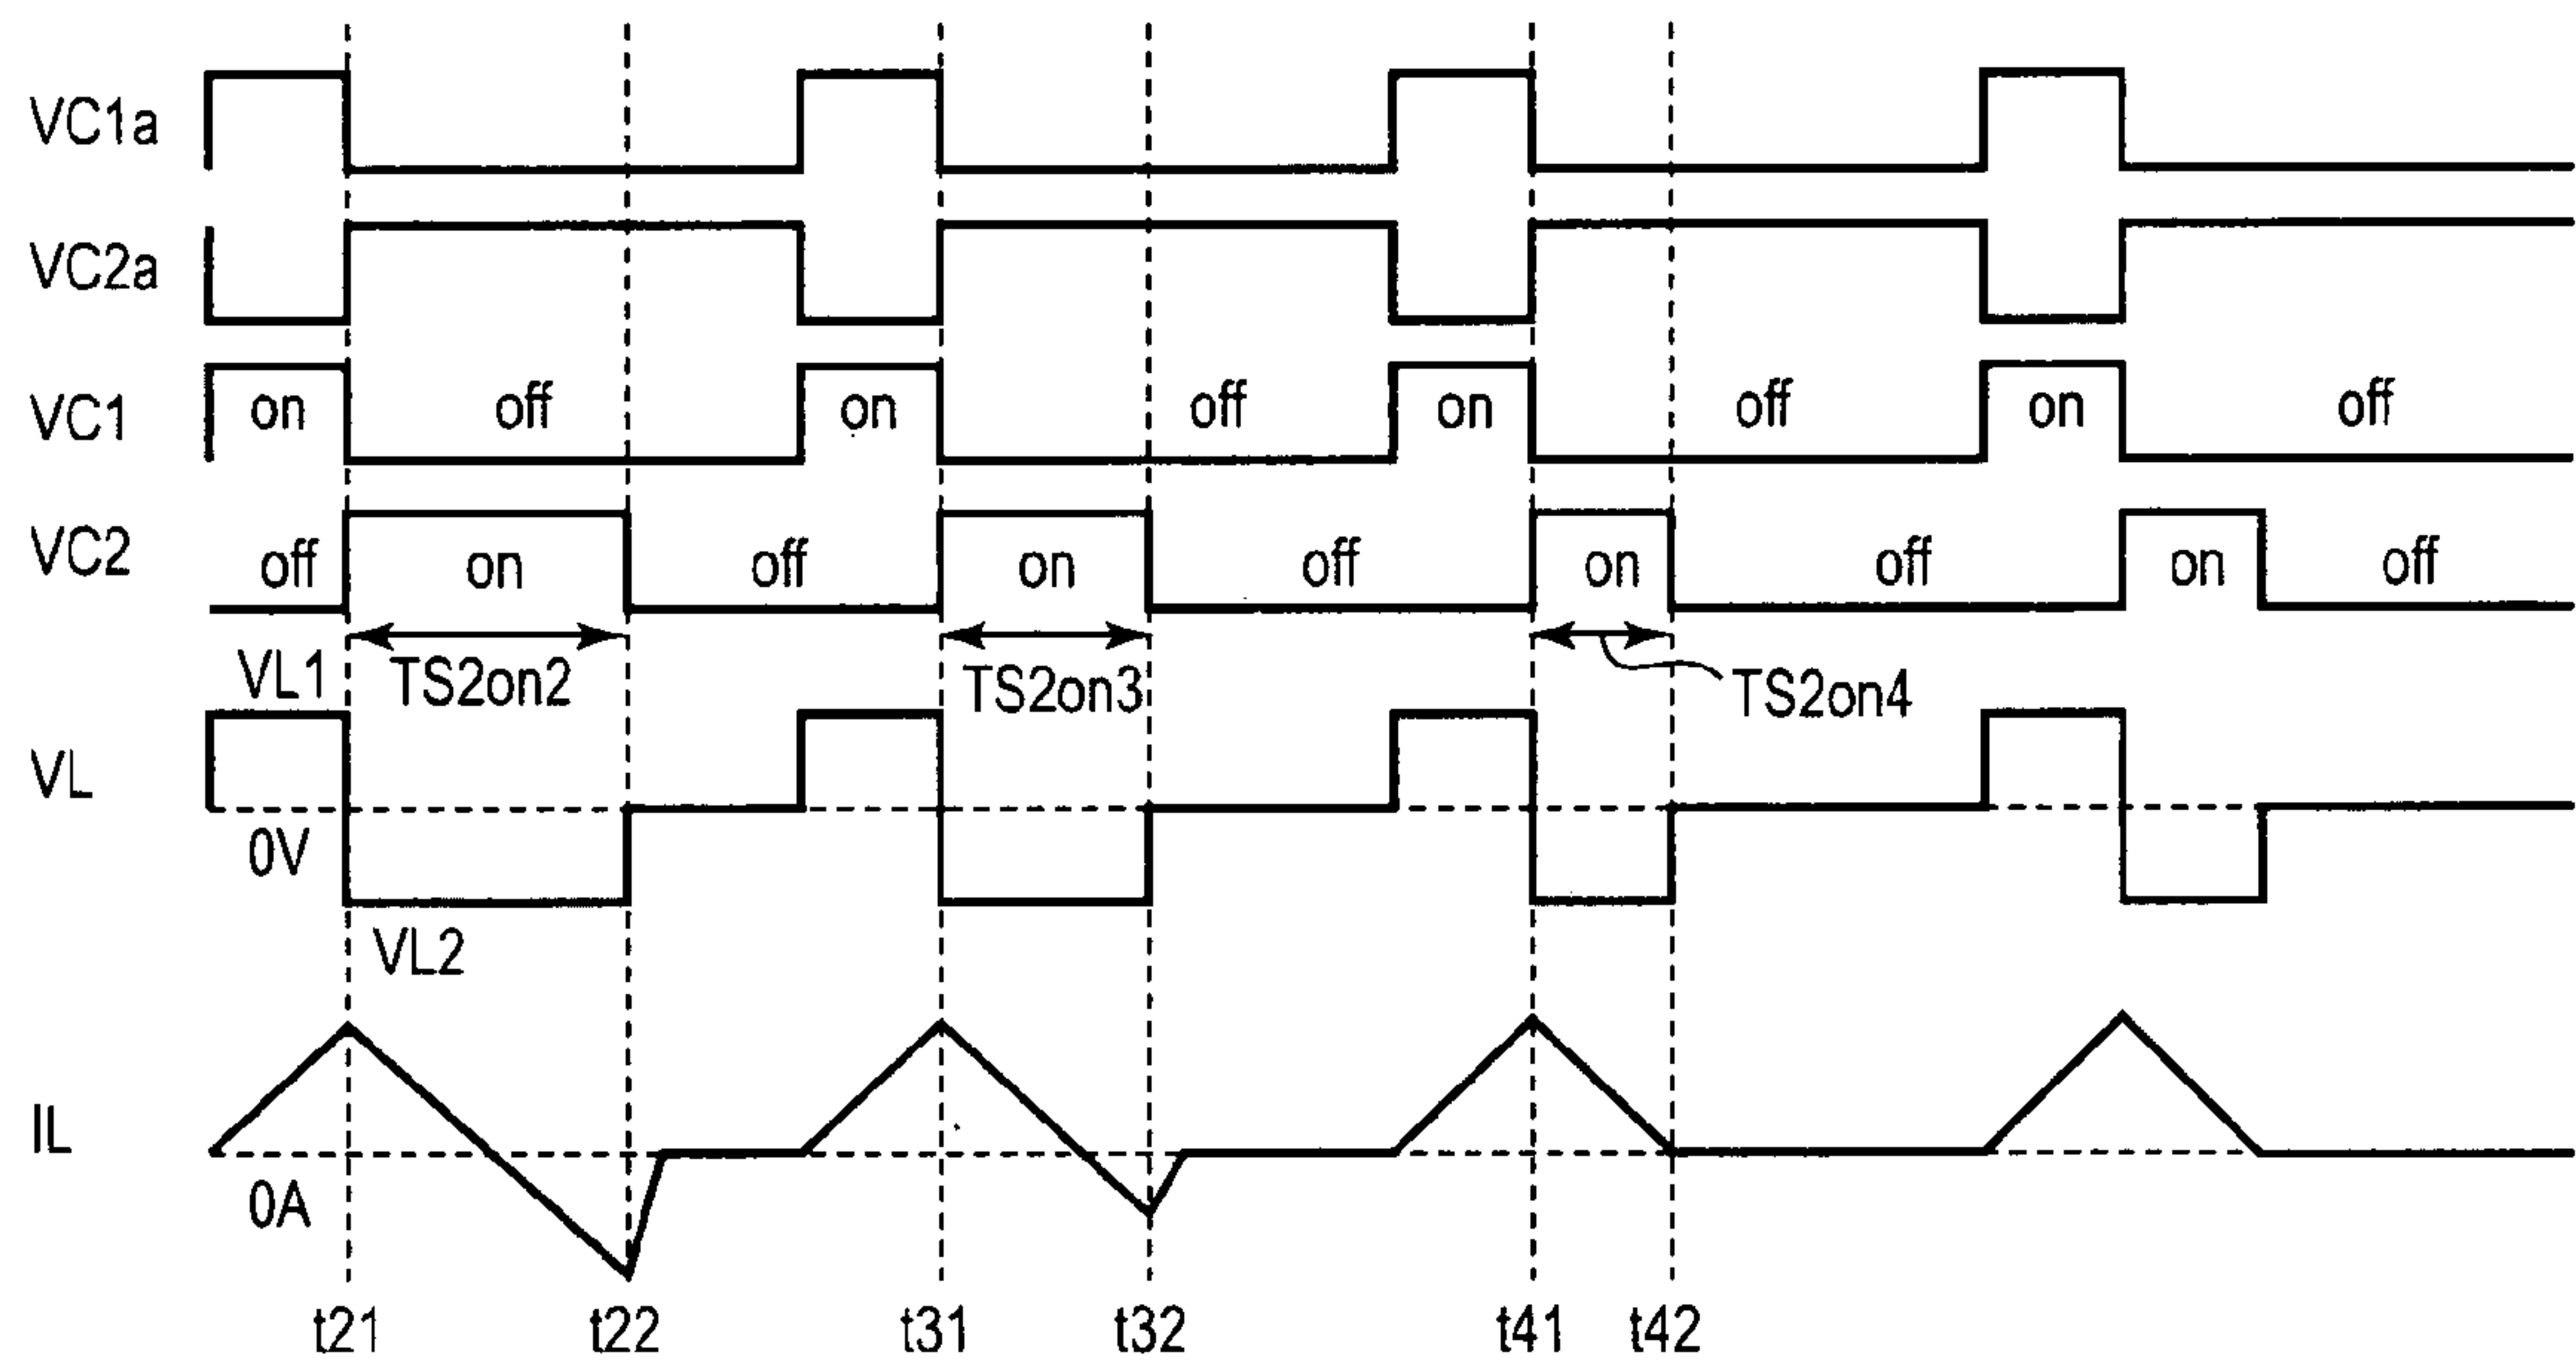 VC1a
VC2a
VC1 on off on off on off on off
VC2 off on off on off on off on off
VL1 TS2on2 TS2on3 TS2on4
VL
0V
VL2
IL
0A
t21 t22 t31 t32 t41 t42